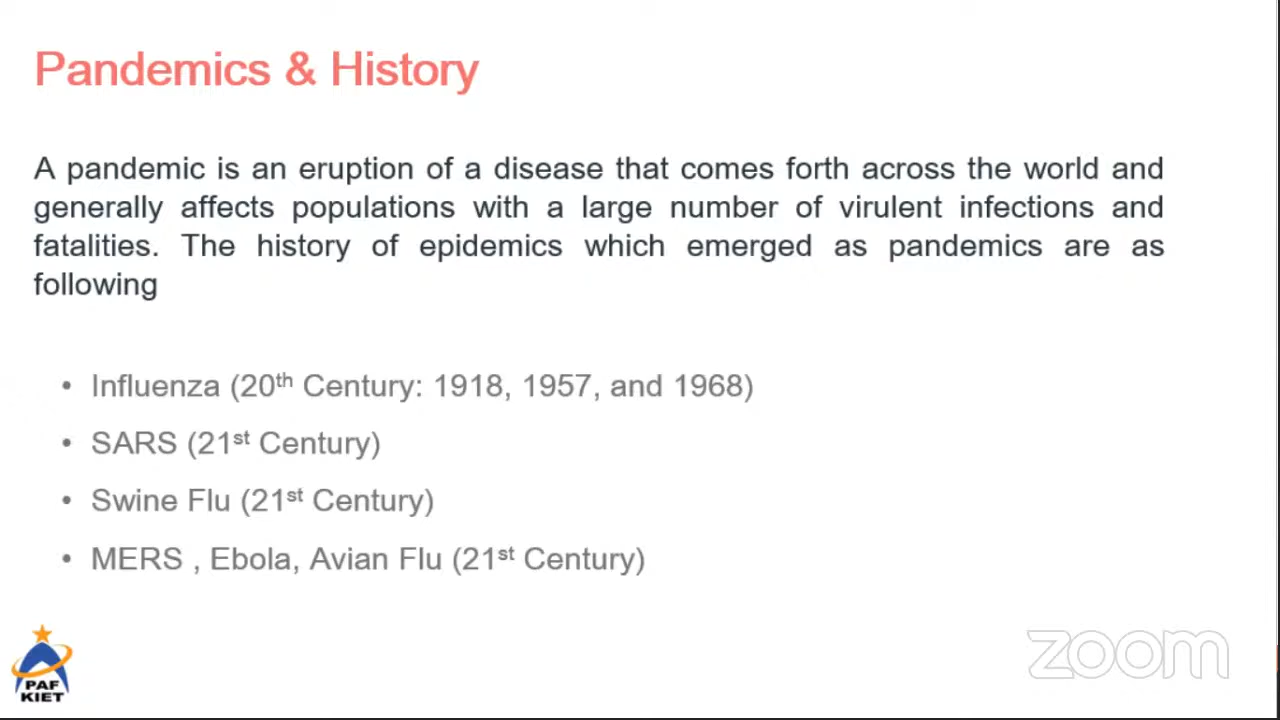 Pandemics & History
A pandemic is an eruption of a disease that comes forth across the world and
generally affects populations with a large number of virulent infections and
fatalities. The history of epidemics which emerged as pandemics are as
following
• Influenza (20th Century: 1918, 1957, and 1968)
• SARS (21st Century)
• Swine Flu (21st Century)
• MERS , Ebola, Avian Flu (21st Century)
PAF
KIET
zoom